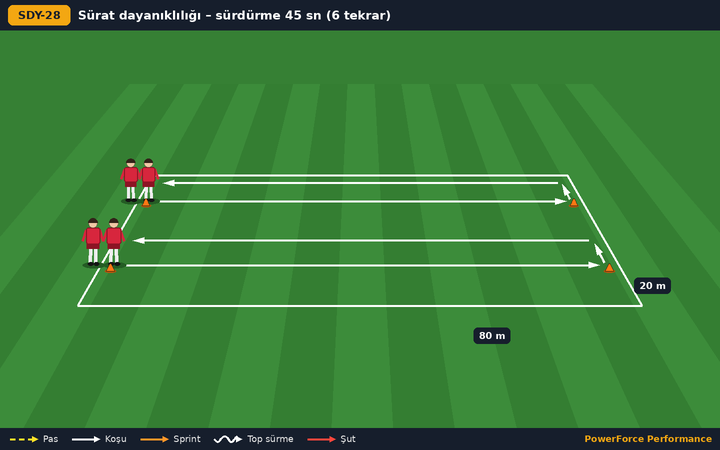 SDY-28 Sürat dayanıklılığı – sürdürme 45 sn (6 tekrar)
20 m
80 m
Pas Koşu Sprint Top sürme Şut PowerForce Performance